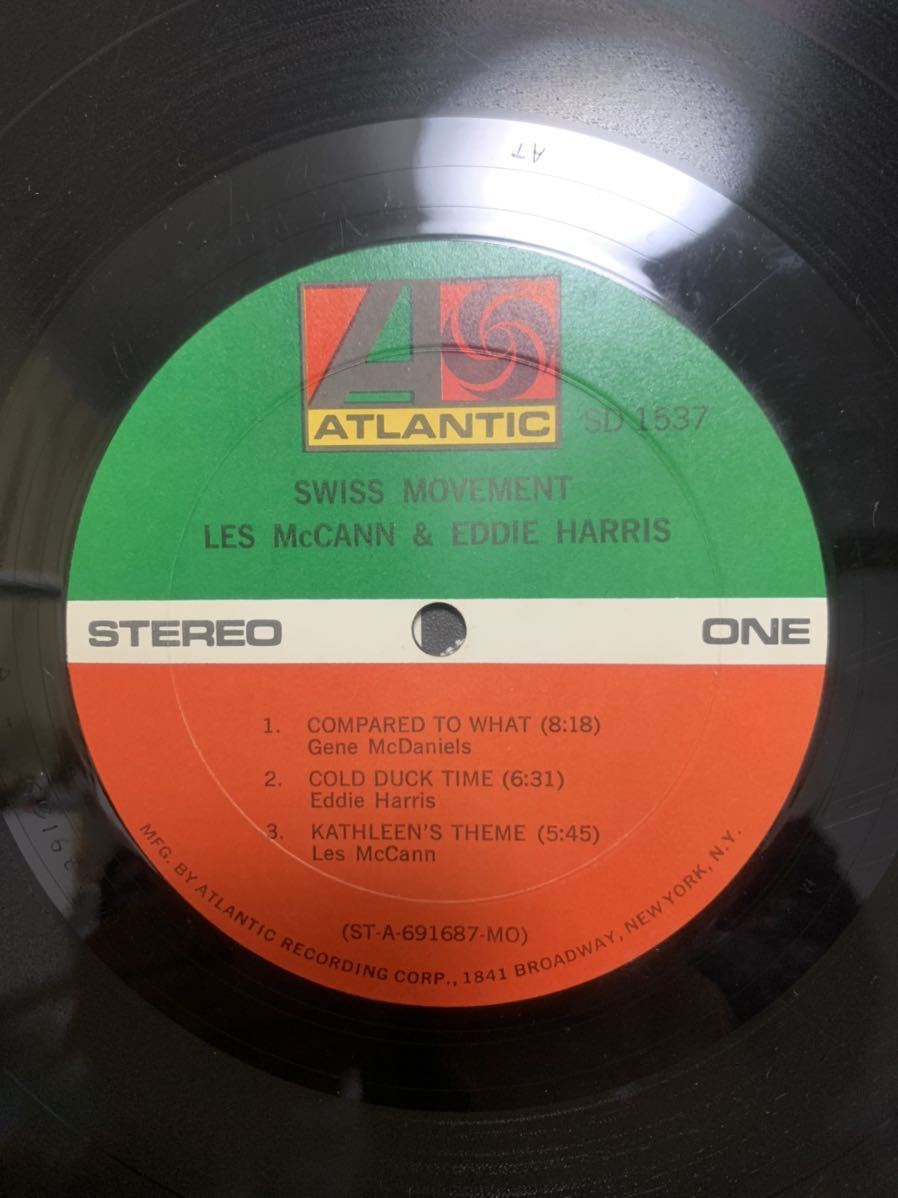 AT
ATLANTIC
SD 1537
SWISS MOVEMENT
LES McCANN & EDDIE HARRIS
STEREO
ONE
1. COMPARED TO WHAT (8:18)
Gene McDaniels
2. COLD DUCK TIME (6:31)
Eddie Harris
3. KATHLEEN'S THEME (5:45)
Les McCann
(ST-A-691687-MO)
MFG. BY ATLANTIC RECORDING CORP., 1841 BROADWAY, NEW YORK, N.Y.